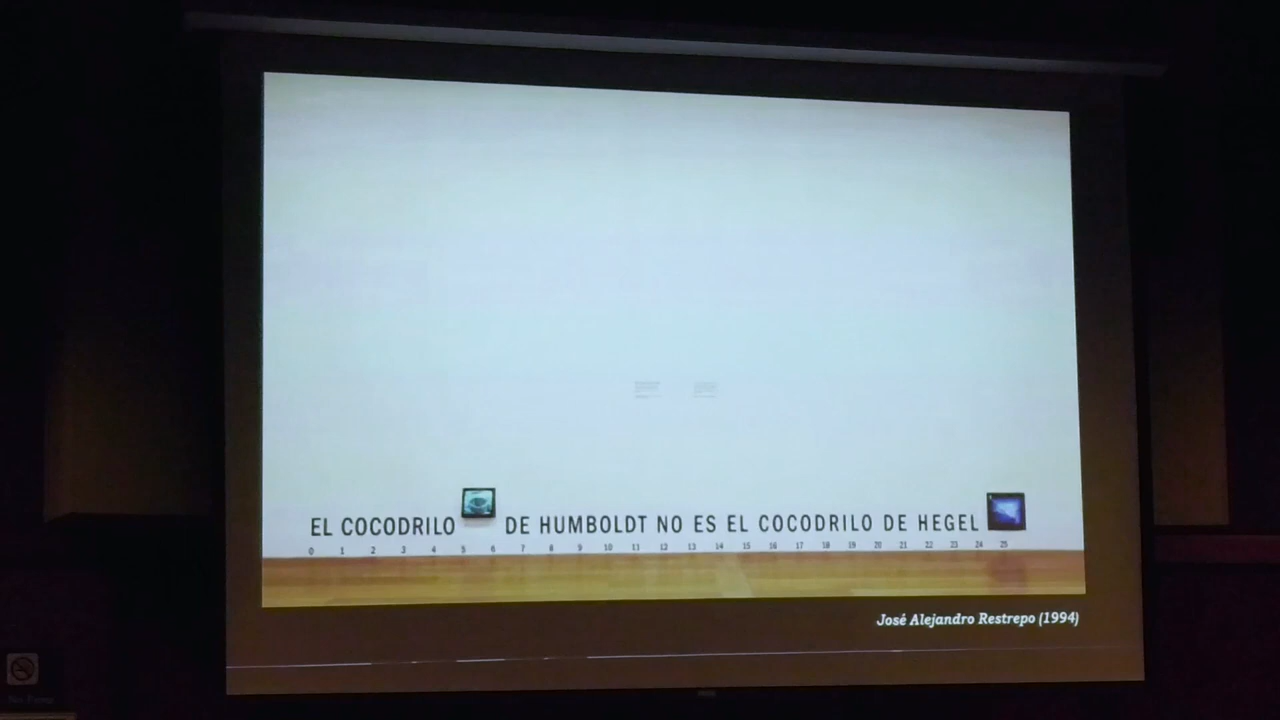 EL COCODRILO DE HUMBOLDT NO ES EL COCODRILO DE HEGEL
0 1 2 3 4 5 6 7 8 9 10 11 12 13 14 15 16 17 18 19 20 21 22 23 24 25
José Alejandro Restrepo (1994)